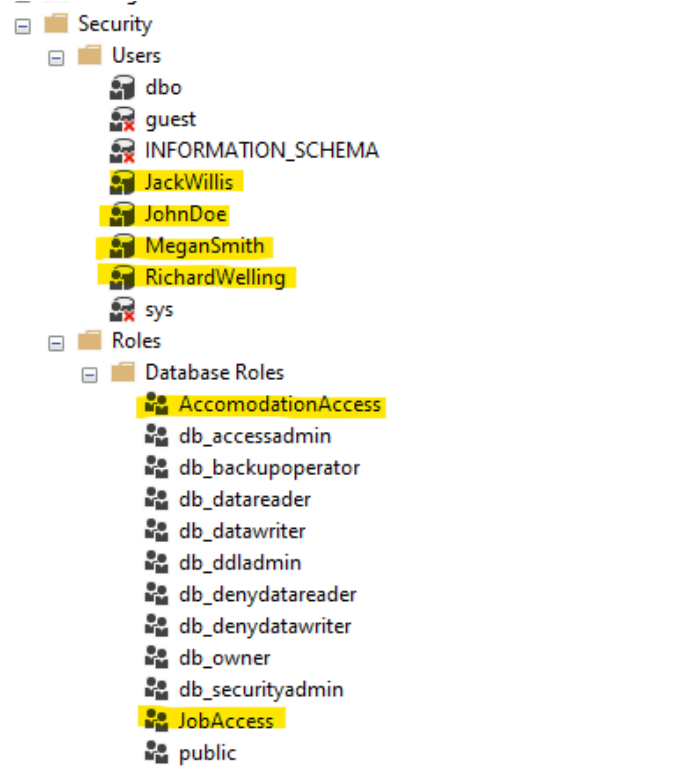 Security
Users
dbo
guest
INFORMATION_SCHEMA
JackWillis
JohnDoe
MeganSmith
RichardWelling
sys
Roles
Database Roles
AccomodationAccess
db_accessadmin
db_backupoperator
db_datareader
db_datawriter
db_ddladmin
db_denydatareader
db_denydatawriter
db_owner
db_securityadmin
JobAccess
public